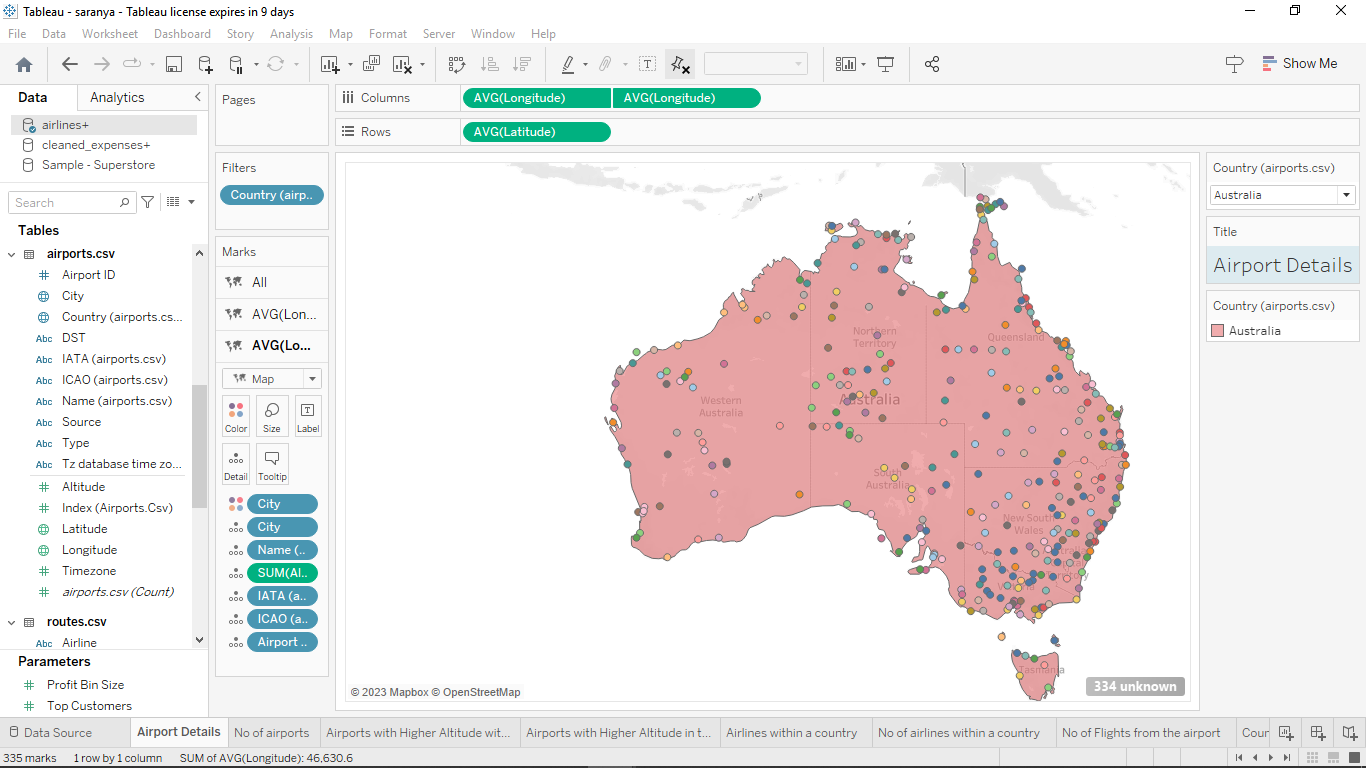 Tableau - saranya - Tableau license expires in 9 days
File Data Worksheet Dashboard Story Analysis Map Format Server Window Help
Show Me
Data Analytics
airlines+
cleaned_expenses+
Sample - Superstore
Search
Tables
airports.csv
Airport ID
City
Country (airports.cs...
Abc DST
Abc IATA (airports.csv)
Abc ICAO (airports.csv)
Abc Name (airports.csv)
Abc Source
Abc Type
Abc Tz database time zo...
Altitude
Index (Airports.Csv)
Latitude
Longitude
Timezone
airports.csv (Count)
routes.csv
Abc Airline
Parameters
Profit Bin Size
Top Customers
Pages
Filters
Country (airp..
Marks
All
AVG(Lon...
AVG(Lo...
Map
Color Size Label
Detail Tooltip
City
City
Name (..
SUM(Al..
IATA (a..
ICAO (a..
Airport ..
Columns AVG(Longitude) AVG(Longitude)
Rows AVG(Latitude)
Northern
Territory
Queensland
Western
Australia
Australia
South
Australia
New South
Wales
Territory
Tasmania
© 2023 Mapbox © OpenStreetMap
334 unknown
Country (airports.csv)
Australia
Title
Airport Details
Country (airports.csv)
Australia
Data Source Airport Details No of airports Airports with Higher Altitude wit... Airports with Higher Altitude in t... Airlines within a country No of airlines within a country No of Flights from the airport Cour
335 marks 1 row by 1 column SUM of AVG(Longitude): 46,630.6